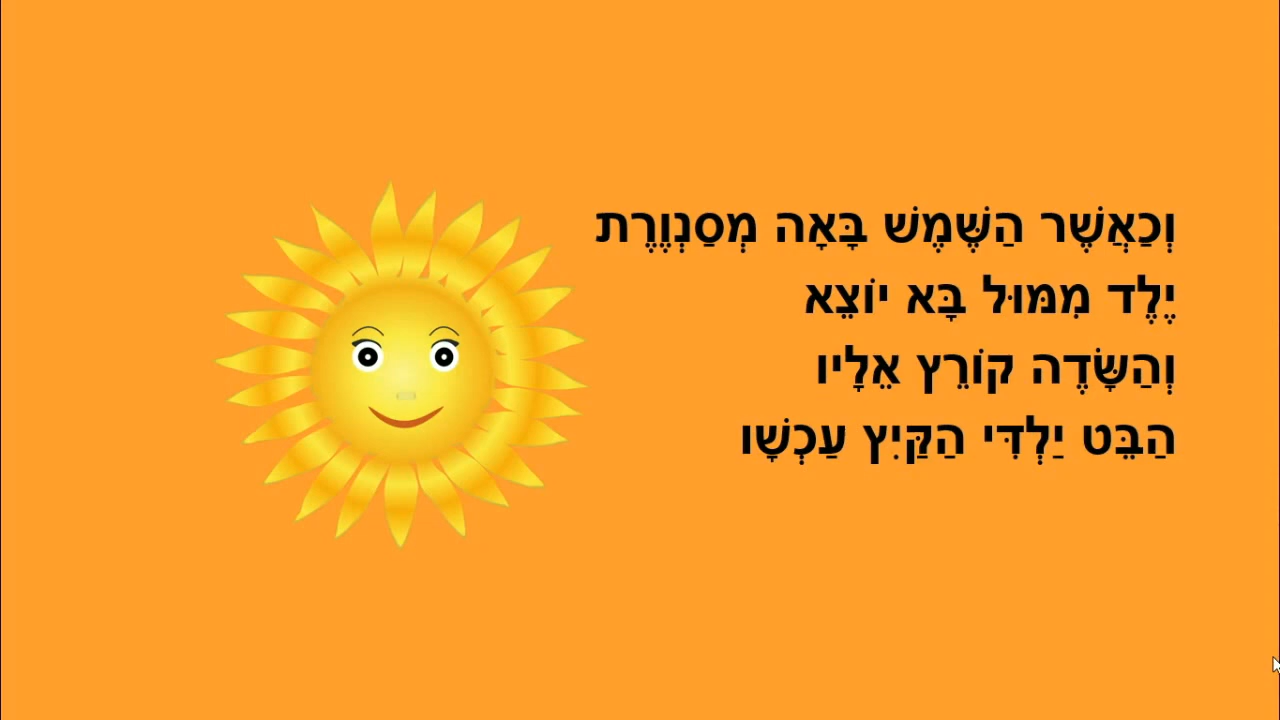 וְכַאֲשֶׁר הַשֶּׁמֶשׁ בָּאָה מְסַנְוֶרֶת
יֶלֶד מִמּוּל בָּא יוֹצֵא
וְהַשָּׂדֶה קוֹרֵץ אֵלָיו
הַבֵּט יַלְדִּי הַקַּיִץ עַכְשָׁו